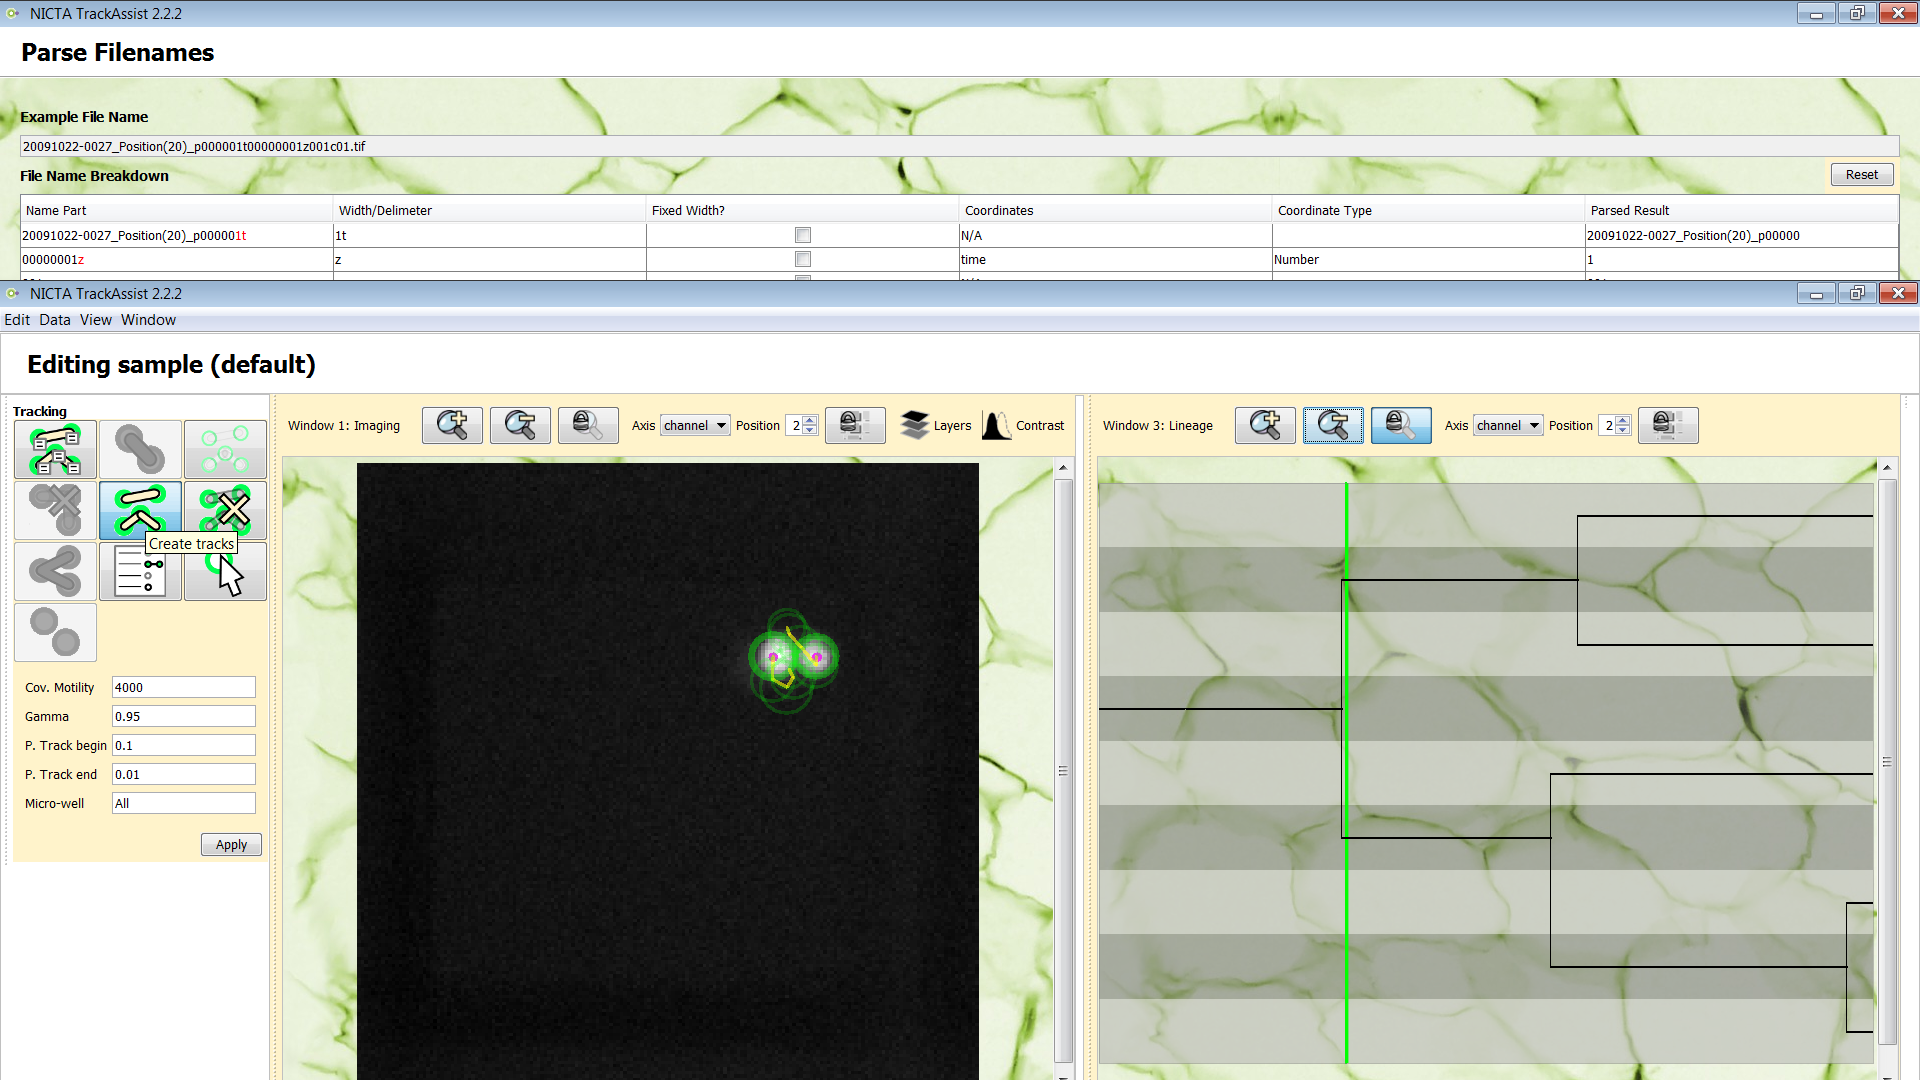 NICTA TrackAssist 2.2.2
Parse Filenames
Example File Name
20091022-0027_Position(20)_p000001t00000001z001c01.tif
File Name Breakdown
Reset
Name Part Width/Delimeter Fixed Width? Coordinates Coordinate Type Parsed Result
20091022-0027_Position(20)_p000001t 1t N/A 20091022-0027_Position(20)_p00000
00000001z z time Number 1
NICTA TrackAssist 2.2.2
Edit Data View Window
Editing sample (default)
Tracking
Create tracks
Cov. Motility 4000
Gamma 0.95
P. Track begin 0.1
P. Track end 0.01
Micro-well All
Apply
Window 1: Imaging Axis channel Position 2 Layers Contrast
Window 3: Lineage Axis channel Position 2